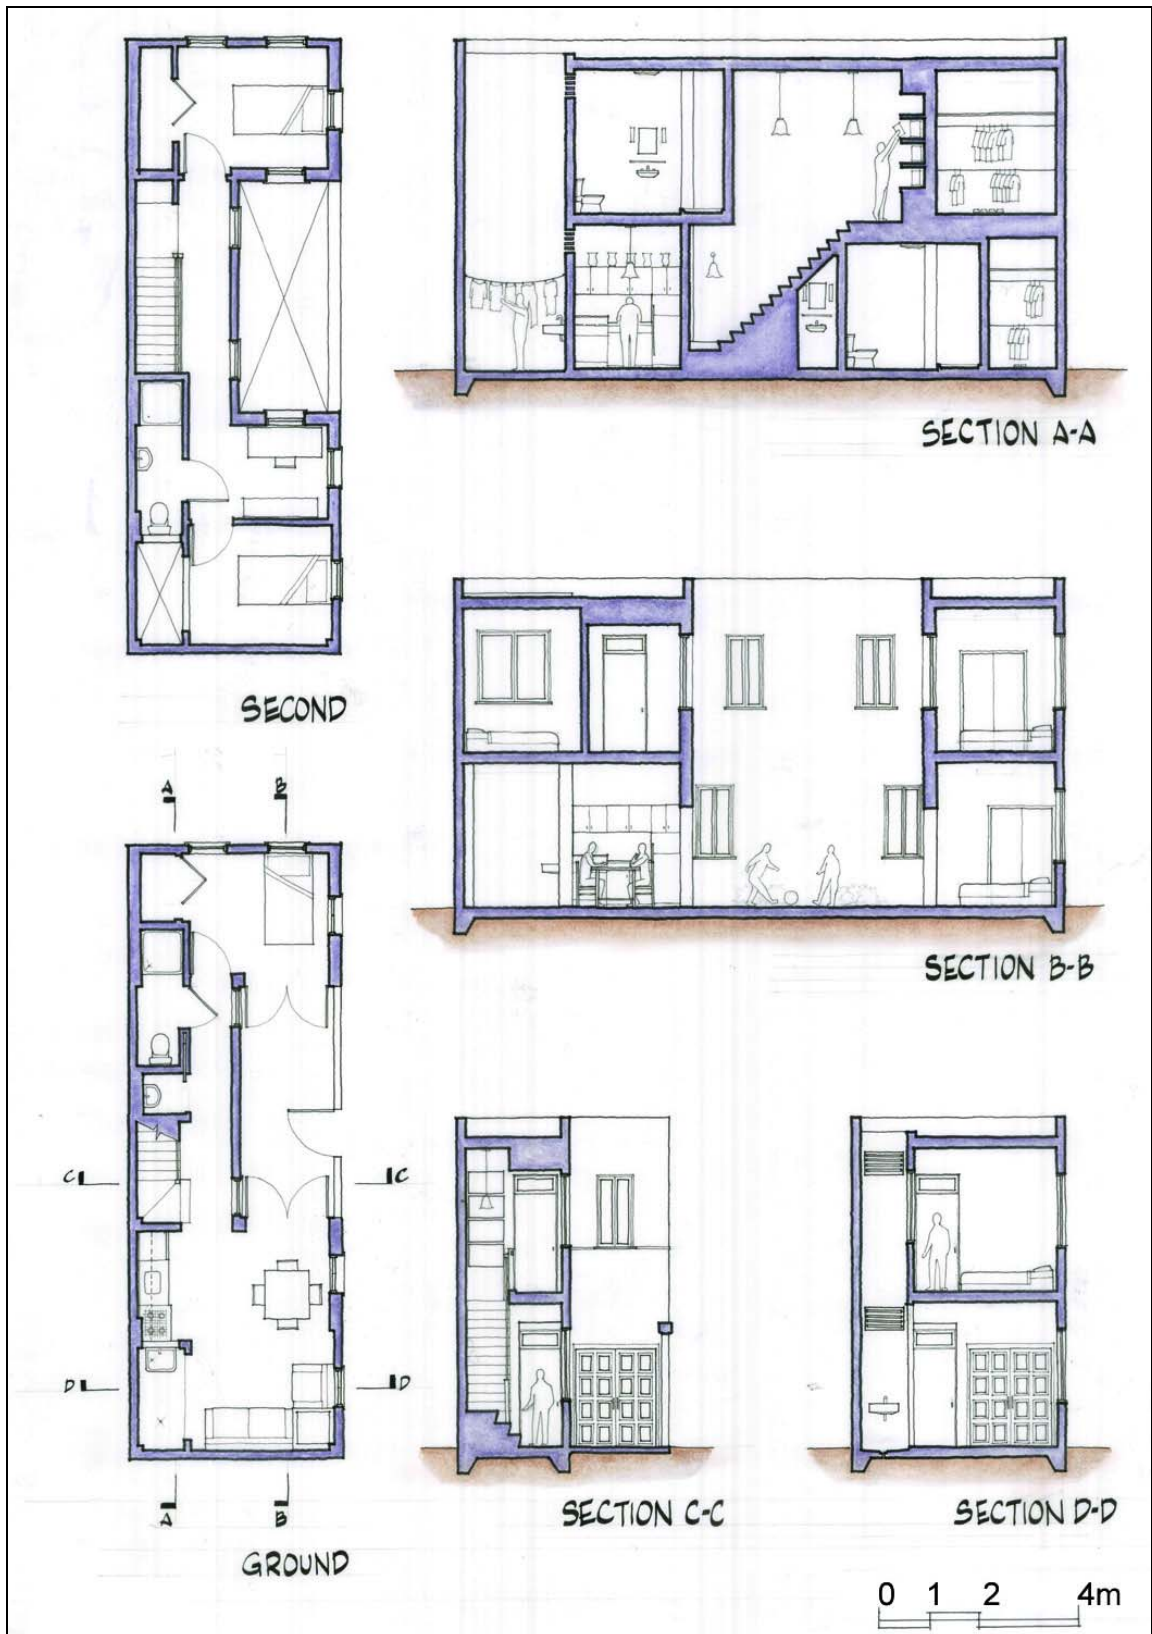 SECTION A-A
SECOND
A B
SECTION B-B
C C
D D
A B
SECTION C-C
SECTION D-D
GROUND
0 1 2 4m